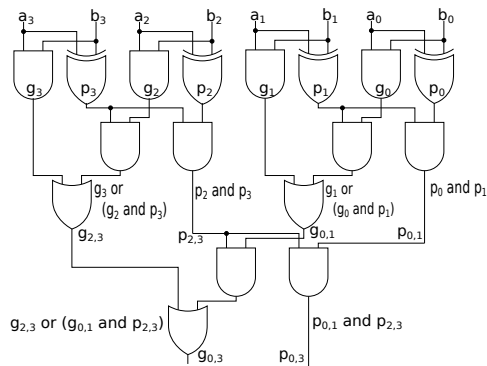 a₃ b₃ a₂ b₂ a₁ b₁ a₀ b₀
g₃ p₃ g₂ p₂ g₁ p₁ g₀ p₀
g₃ or
(g₂ and p₃)
p₂ and p₃
g₁ or
(g₀ and p₁)
p₀ and p₁
g₂,₃ p₂,₃ g₀,₁ p₀,₁
g₂,₃ or (g₀,₁ and p₂,₃)
p₀,₁ and p₂,₃
g₀,₃ p₀,₃